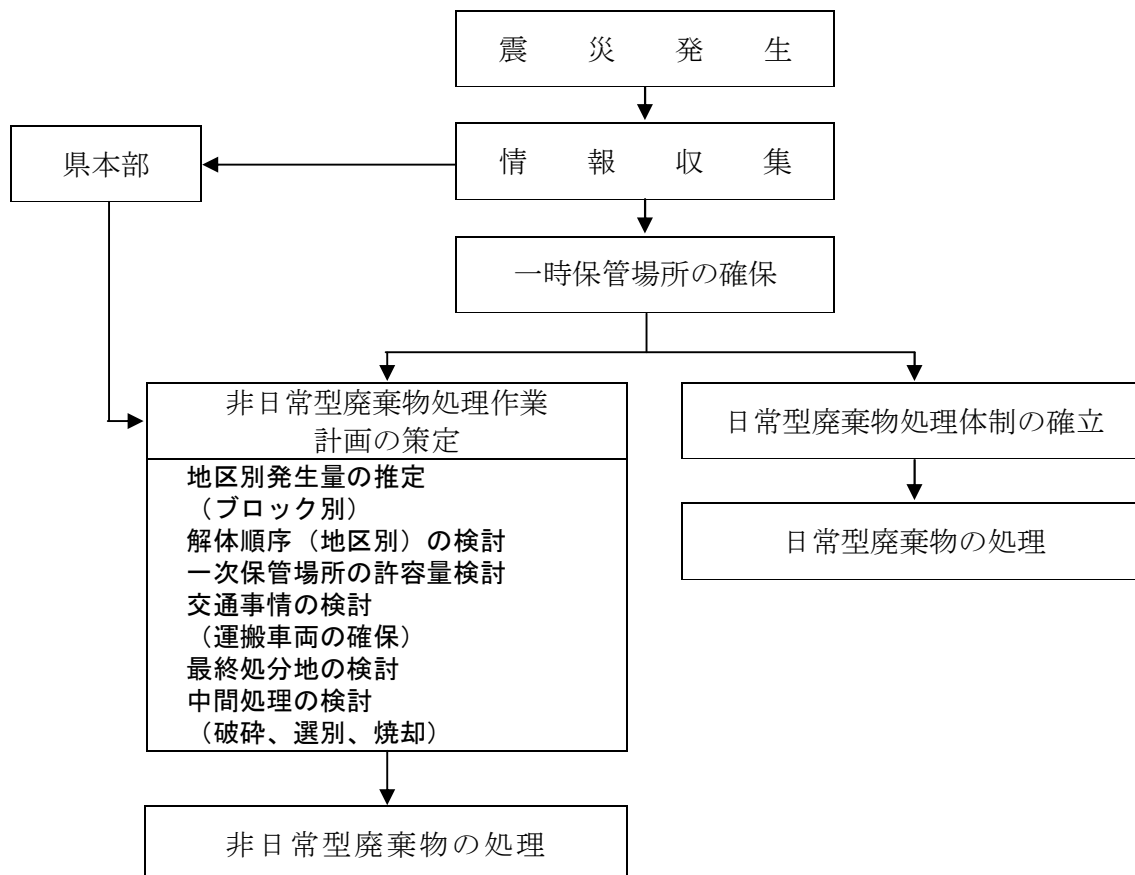 震災発生
県本部
情報収集
一時保管場所の確保
非日常型廃棄物処理作業
計画の策定
地区別発生量の推定
（ブロック別）
解体順序（地区別）の検討
一次保管場所の許容量検討
交通事情の検討
（運搬車両の確保）
最終処分地の検討
中間処理の検討
（破砕、選別、焼却）
日常型廃棄物処理体制の確立
日常型廃棄物の処理
非日常型廃棄物の処理